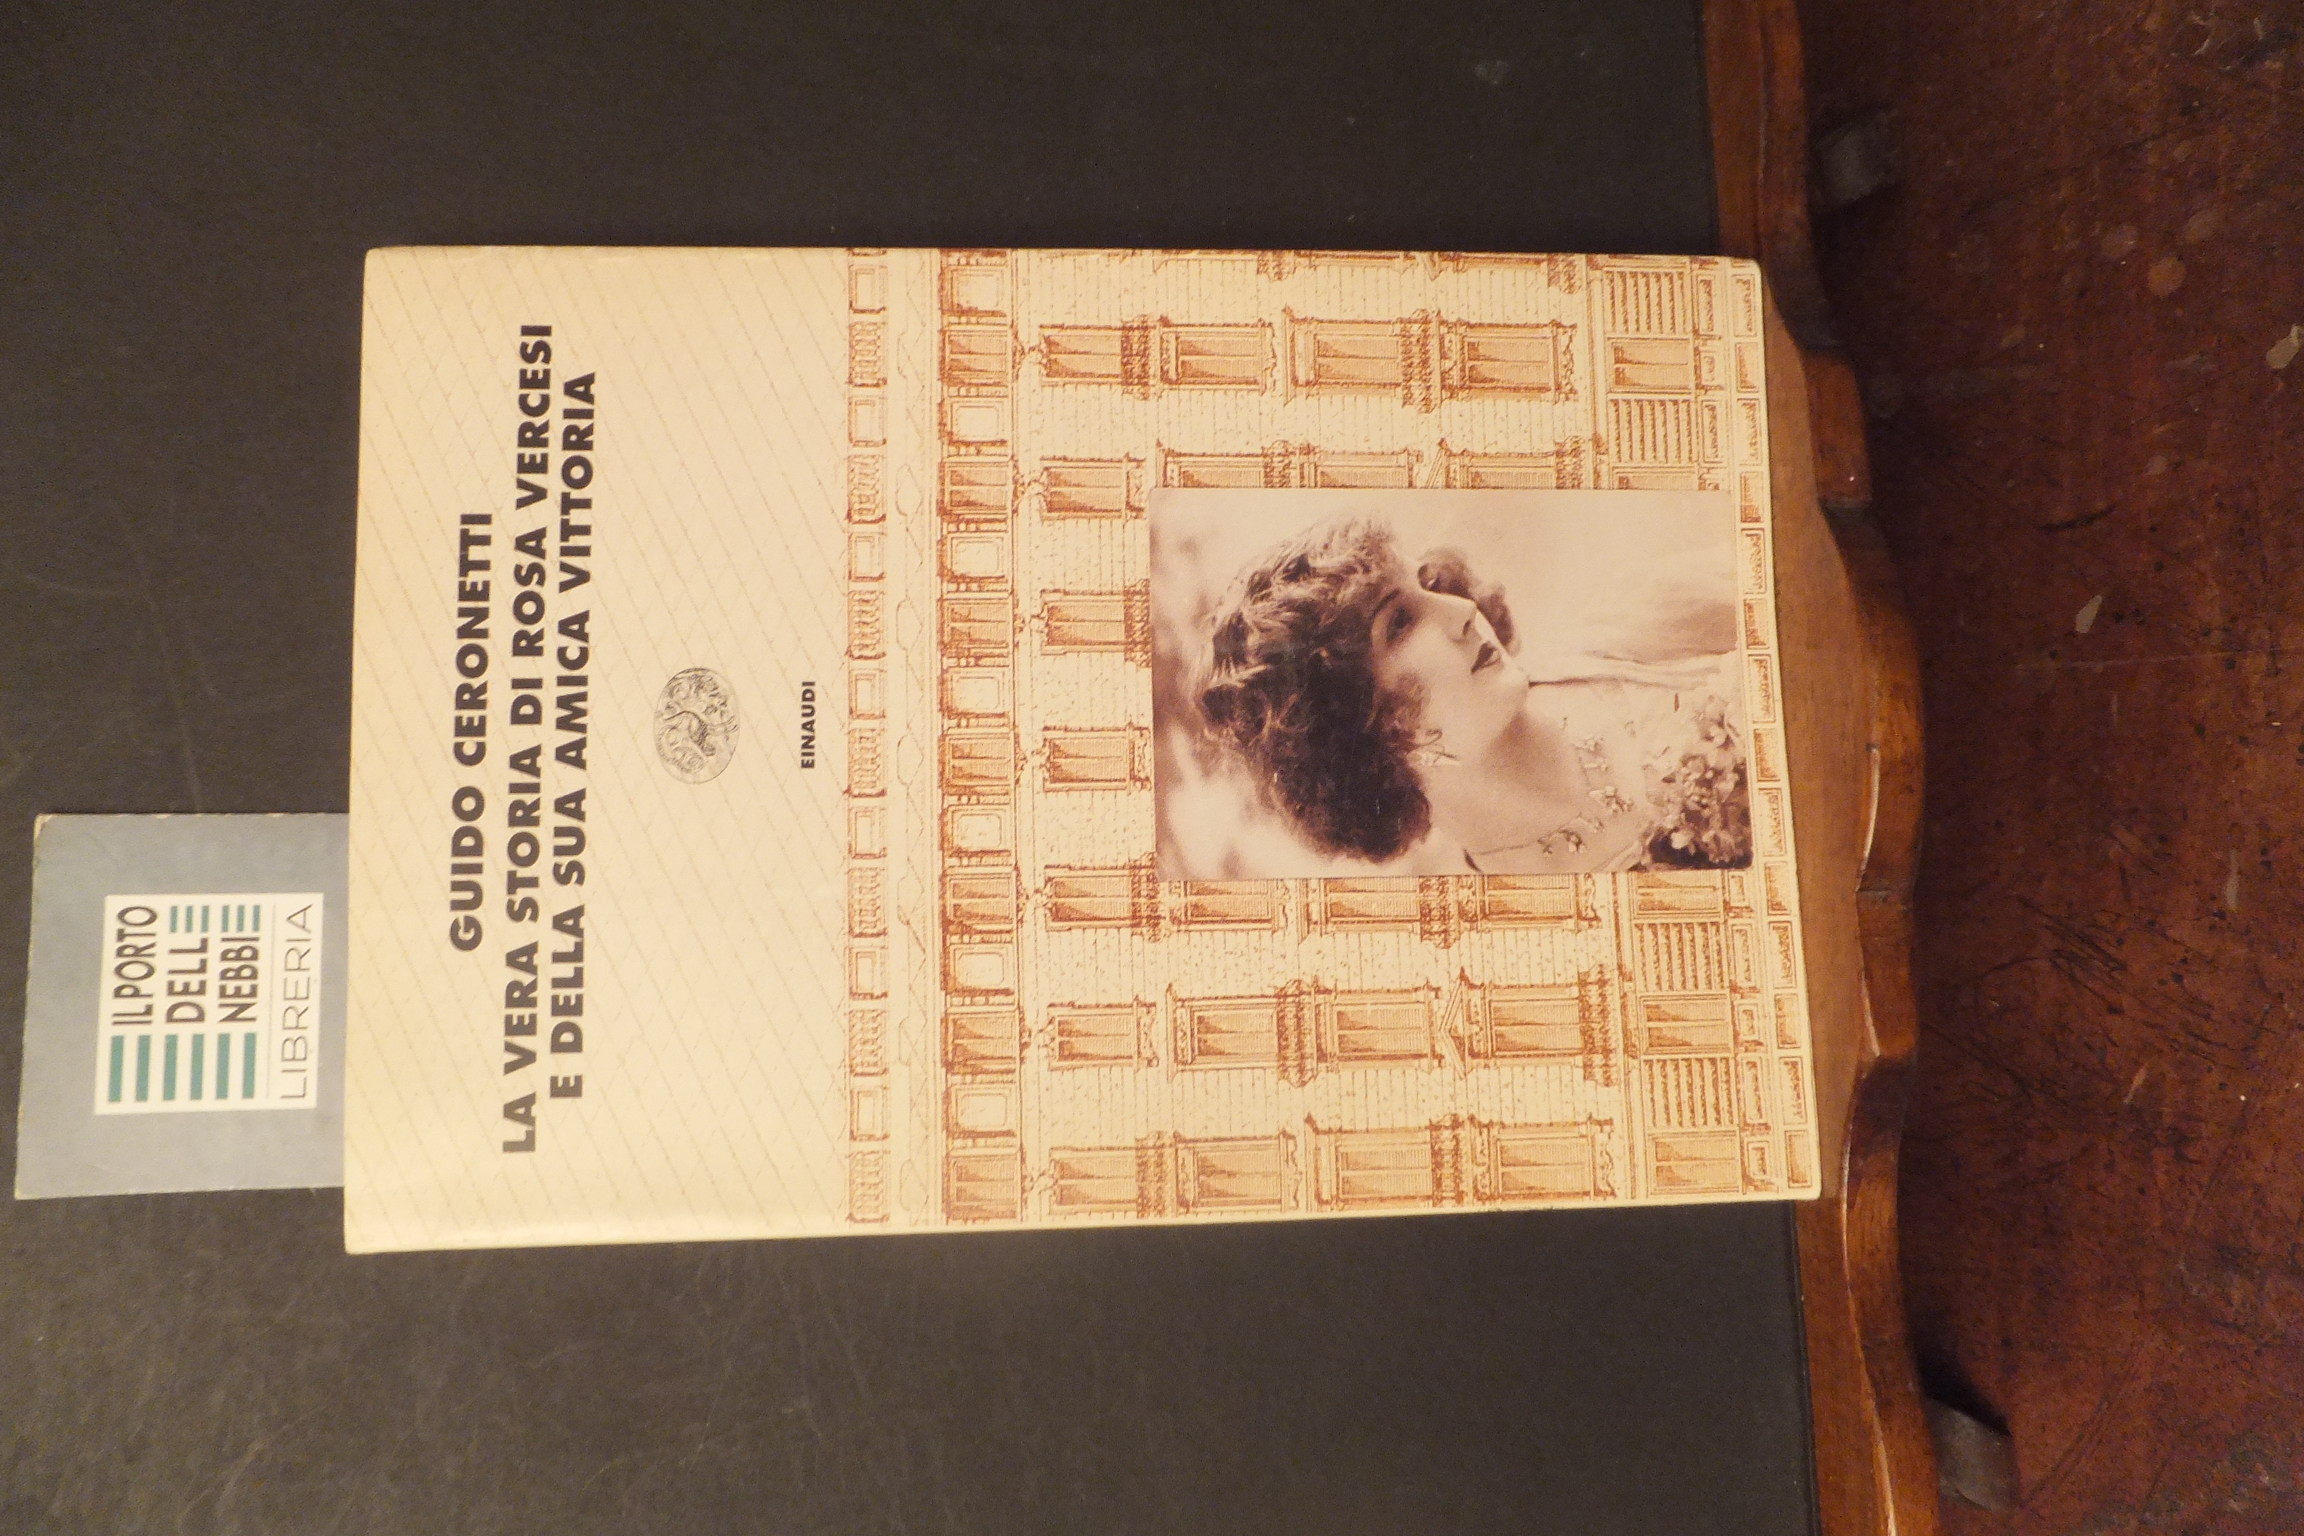 IL PORTO
DELLE
NEBBIE
LIBRERIA
GUIDO CERONETTI
LA VERA STORIA DI ROSA VERCESI
E DELLA SUA AMICA VITTORIA
EINAUDI